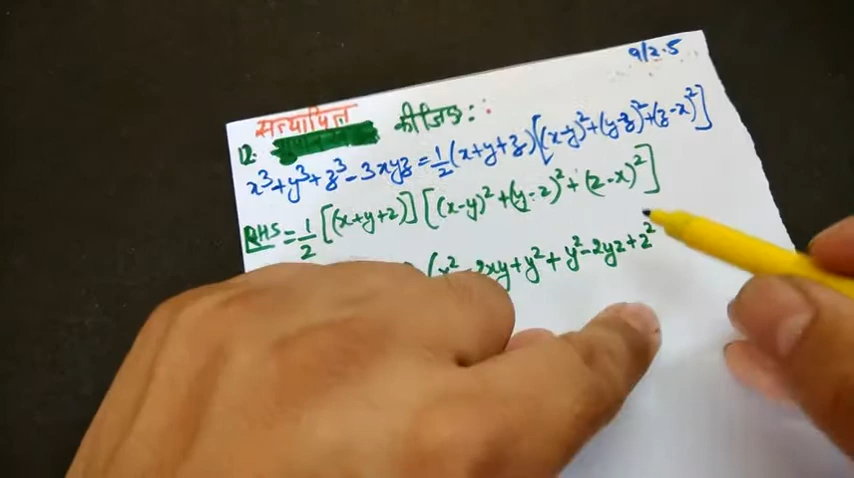 9/2.5
सत्यापित कीजिए:
12.
x³+y³+z³-3xyz=½(x+y+z)[(x-y)²+(y-z)²+(z-x)²]
RHS = ½[(x+y+z)][(x-y)²+(y-z)²+(z-x)²]
-2xy+y²+y²-2yz+z²